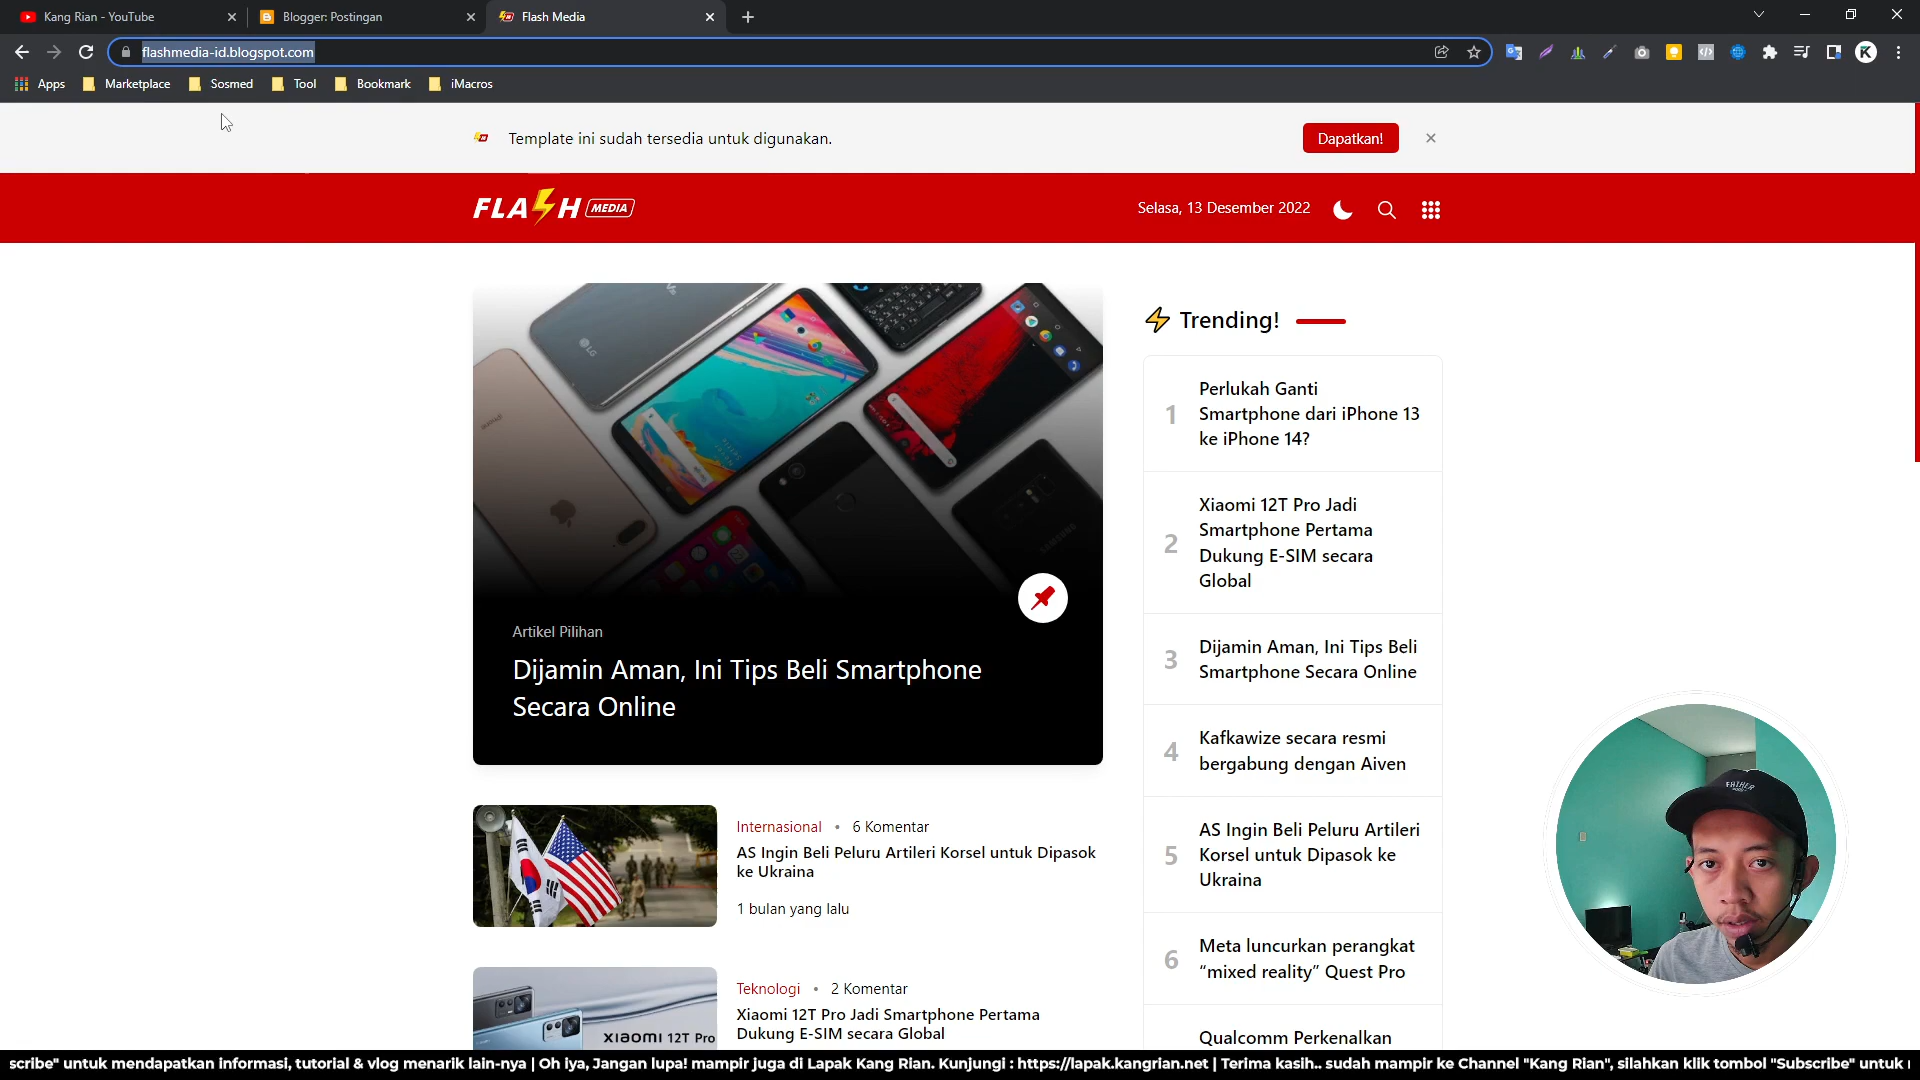 Kang Rian - YouTube
Blogger: Postingan
Flash Media
flashmedia-id.blogspot.com
Apps
Marketplace
Sosmed
Tool
Bookmark
iMacros
Template ini sudah tersedia untuk digunakan.
Dapatkan!
FLASH MEDIA
Selasa, 13 Desember 2022
Artikel Pilihan
Dijamin Aman, Ini Tips Beli Smartphone
Secara Online
Internasional • 6 Komentar
AS Ingin Beli Peluru Artileri Korsel untuk Dipasok
ke Ukraina
1 bulan yang lalu
XIAOMI 12T Pro
Teknologi • 2 Komentar
Xiaomi 12T Pro Jadi Smartphone Pertama
Dukung E-SIM secara Global
Trending!
1
Perlukah Ganti
Smartphone dari iPhone 13
ke iPhone 14?
2
Xiaomi 12T Pro Jadi
Smartphone Pertama
Dukung E-SIM secara
Global
3
Dijamin Aman, Ini Tips Beli
Smartphone Secara Online
4
Kafkawize secara resmi
bergabung dengan Aiven
5
AS Ingin Beli Peluru Artileri
Korsel untuk Dipasok ke
Ukraina
6
Meta luncurkan perangkat
“mixed reality” Quest Pro
Qualcomm Perkenalkan
FATHER
scribe" untuk mendapatkan informasi, tutorial & vlog menarik lain-nya | Oh iya, Jangan lupa! mampir juga di Lapak Kang Rian. Kunjungi : https://lapak.kangrian.net | Terima kasih.. sudah mampir ke Channel "Kang Rian", silahkan klik tombol "Subscribe" untuk